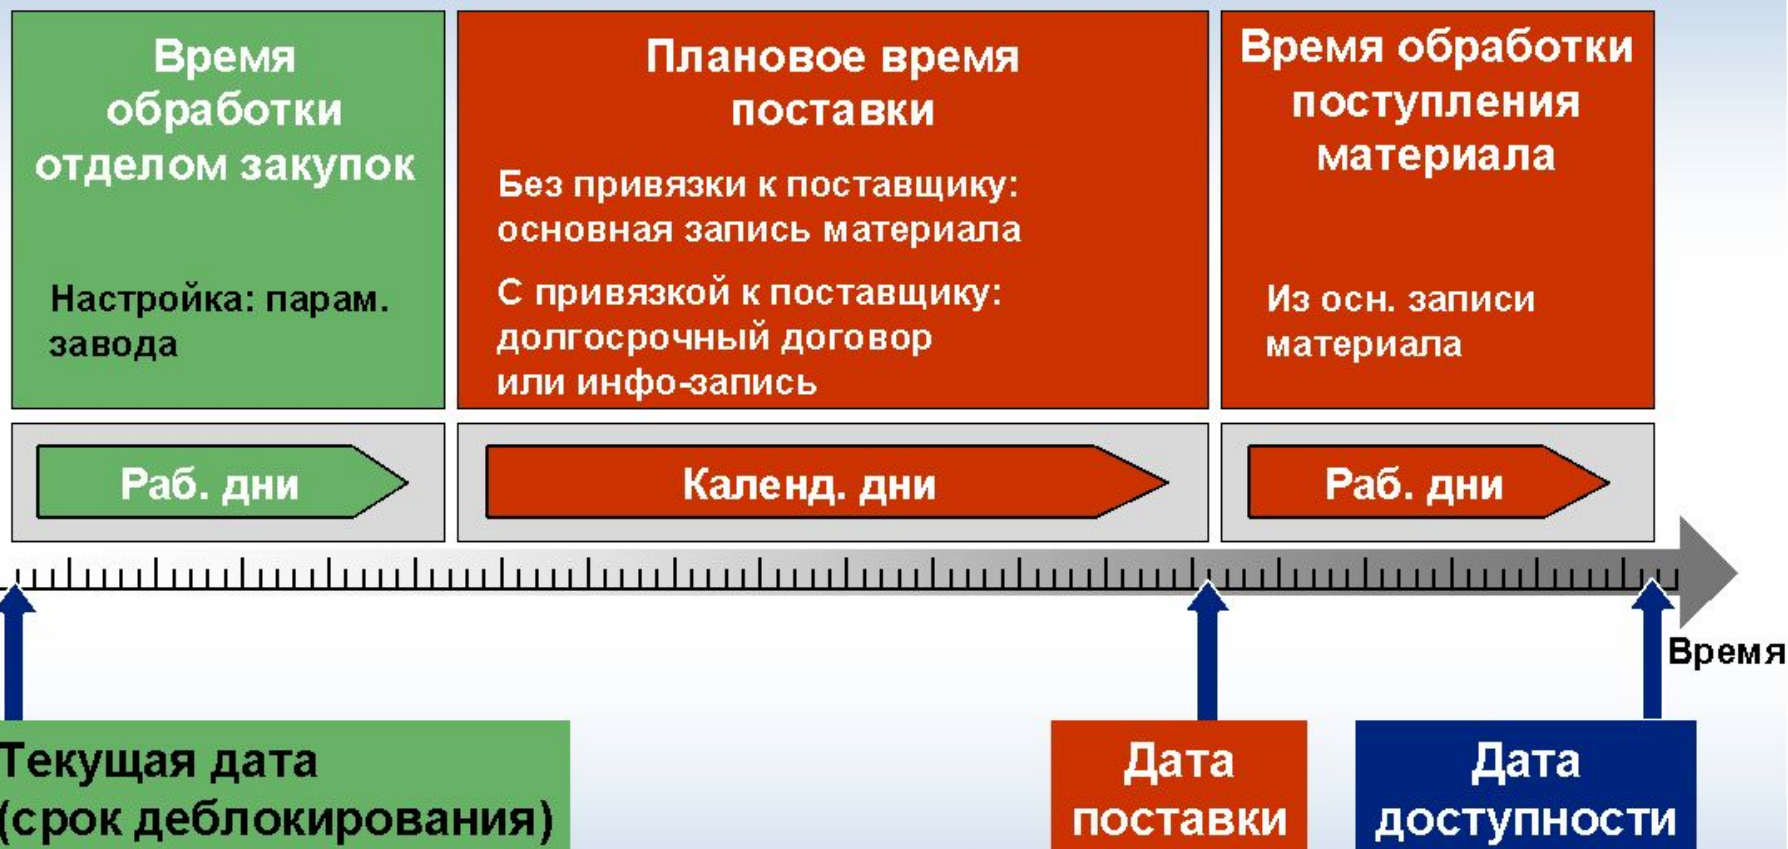 Время
обработки
отделом закупок
Настройка: парам.
завода
Плановое время
поставки
Без привязки к поставщику:
основная запись материала
С привязкой к поставщику:
долгосрочный договор
или инфо-запись
Время обработки
поступления
материала
Из осн. записи
материала
Раб. дни
Календ. дни
Раб. дни
Время
Текущая дата
(срок деблокирования)
Дата
поставки
Дата
доступности